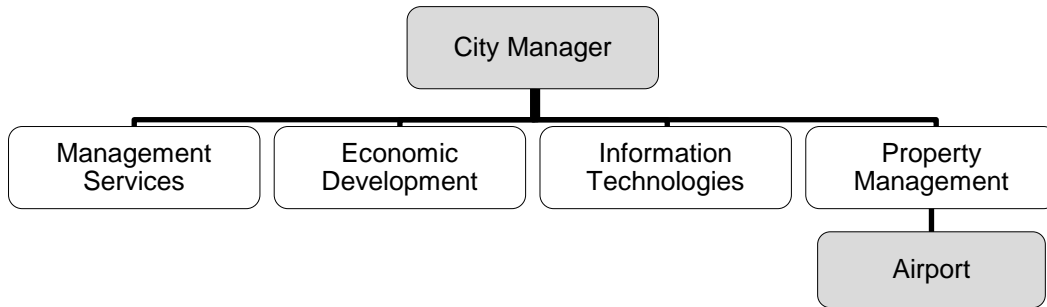 City Manager
Management
Services
Economic
Development
Information
Technologies
Property
Management
Airport